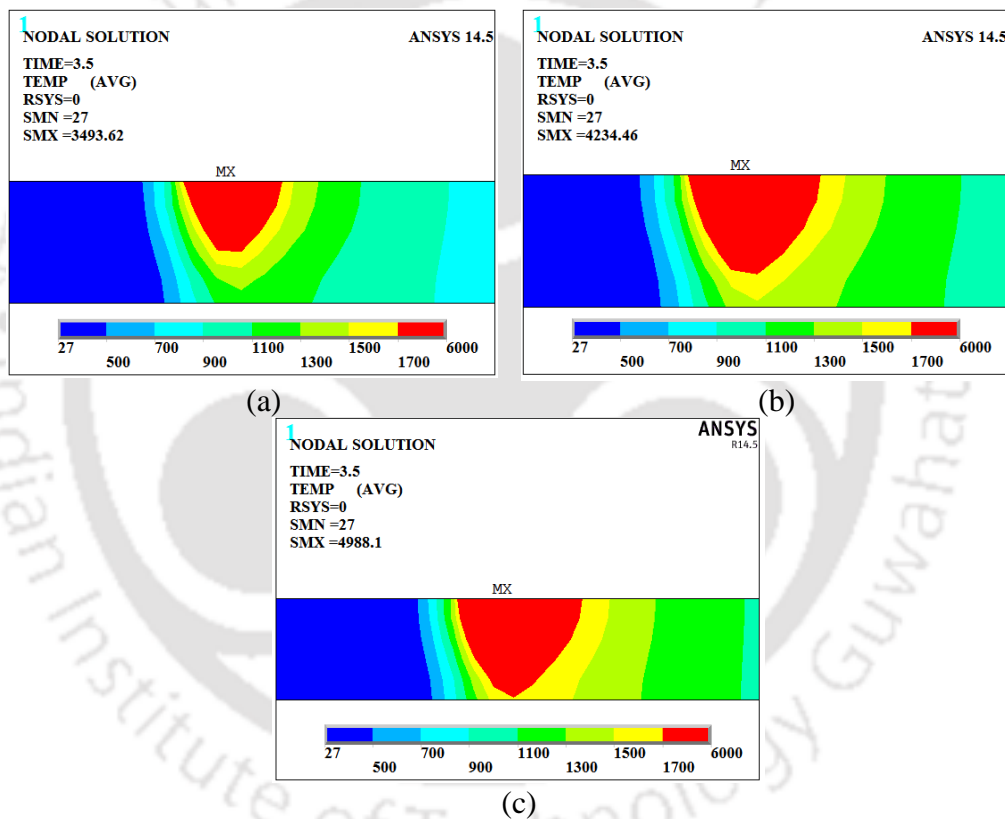 1
NODAL SOLUTION ANSYS 14.5
TIME=3.5
TEMP (AVG)
RSYS=0
SMN =27
SMX =3493.62
MX
27 700 1100 1500 6000
500 900 1300 1700
(a)
1
NODAL SOLUTION ANSYS 14.5
TIME=3.5
TEMP (AVG)
RSYS=0
SMN =27
SMX =4234.46
MX
27 700 1100 1500 6000
500 900 1300 1700
(b)
1
ANSYS
R14.5
NODAL SOLUTION
TIME=3.5
TEMP (AVG)
RSYS=0
SMN =27
SMX =4988.1
MX
27 700 1100 1500 6000
500 900 1300 1700
(c)